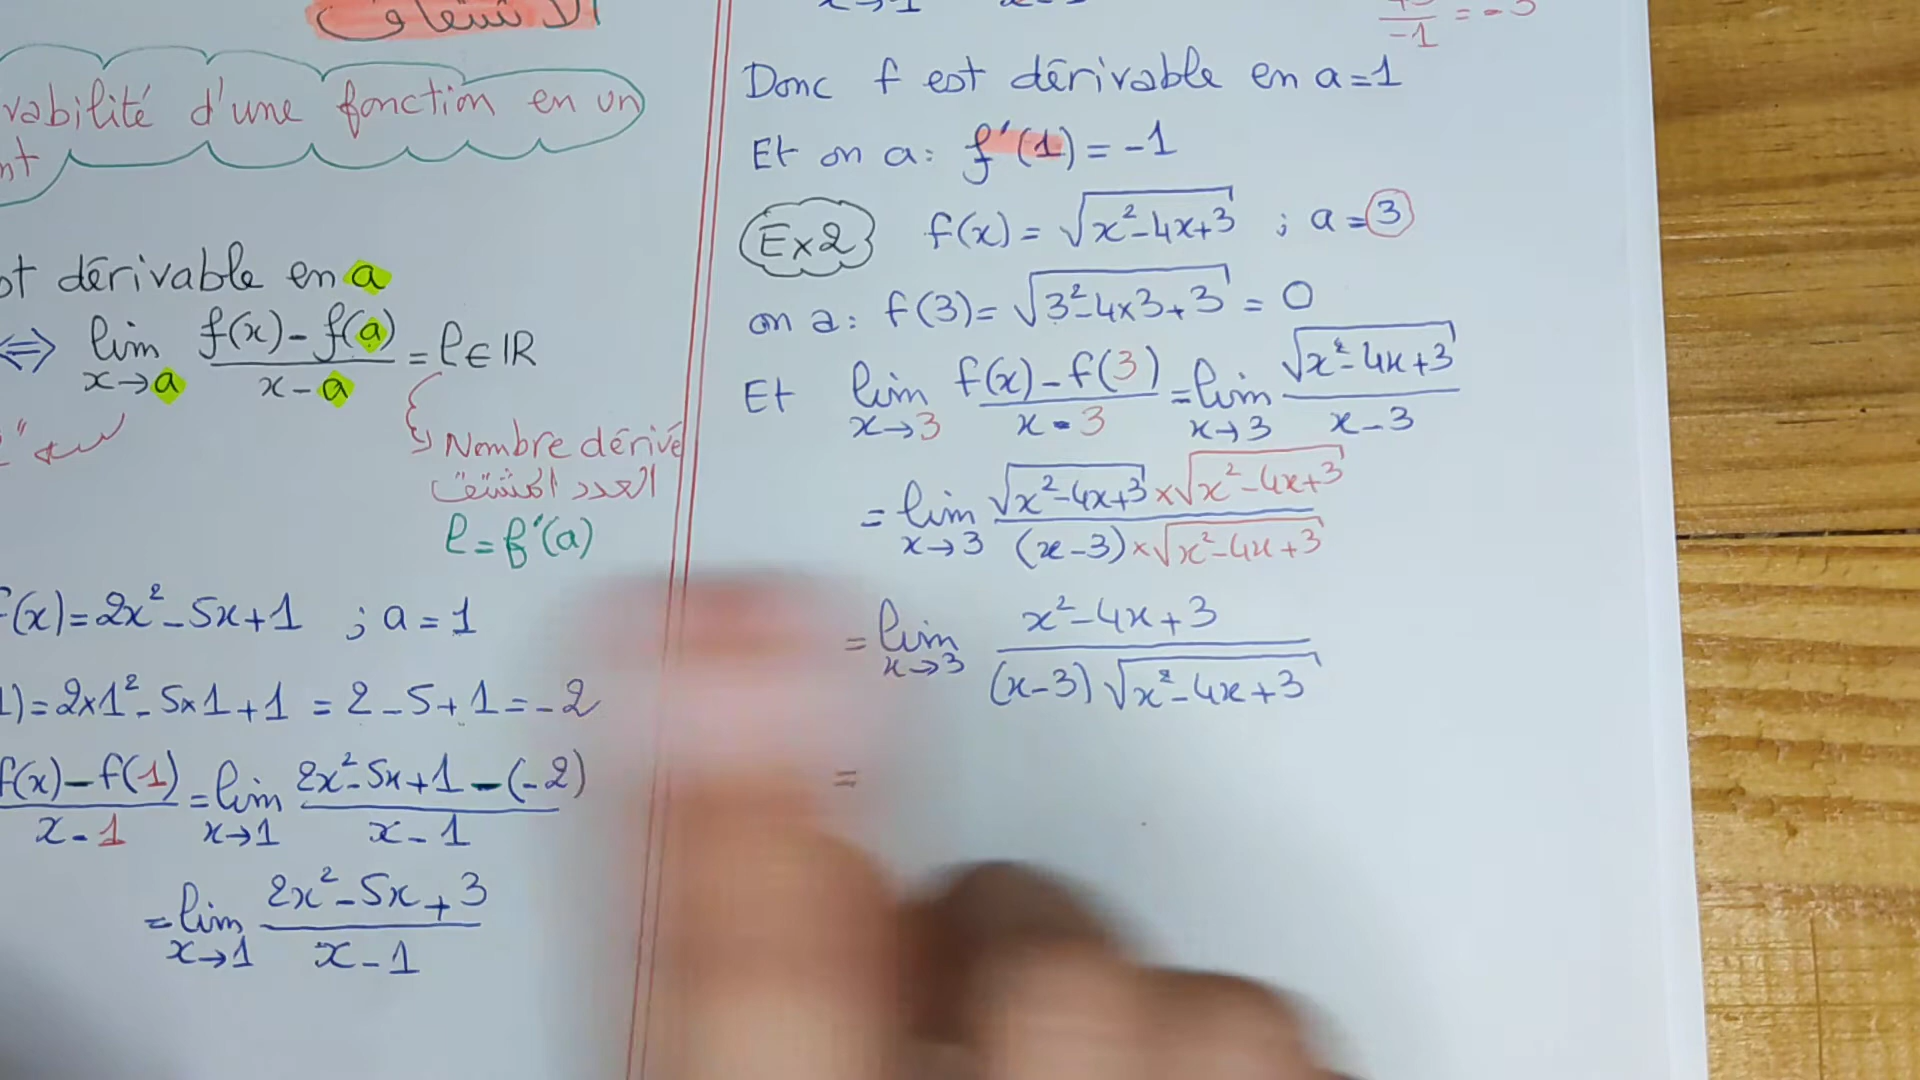 الاشتقاق
d'une fonction en un
dérivable en a
⇔ lim x→a (f(x) - f(a))/(x - a) = l ∈ IR
Nombre dérivé
العدد المشتق
l = f'(a)
f(x) = 2x² - 5x + 1 ; a = 1
1) = 2×1² - 5×1 + 1 = 2 - 5 + 1 = -2
(f(x) - f(1))/(x - 1) = lim x→1 (2x² - 5x + 1 - (-2))/(x - 1)
= lim x→1 (2x² - 5x + 3)/(x - 1)
/-1 = -3
Donc f est dérivable en a = 1
Et on a : f'(1) = -1
Ex2 f(x) = √(x² - 4x + 3) ; a = 3
on a : f(3) = √(3² - 4×3 + 3) = 0
Et lim x→3 (f(x) - f(3))/(x - 3) = lim x→3 √(x² - 4x + 3)/(x - 3)
= lim x→3 (√(x² - 4x + 3) × √(x² - 4x + 3))/((x - 3) × √(x² - 4x + 3))
= lim x→3 (x² - 4x + 3)/((x - 3) √(x² - 4x + 3))
=